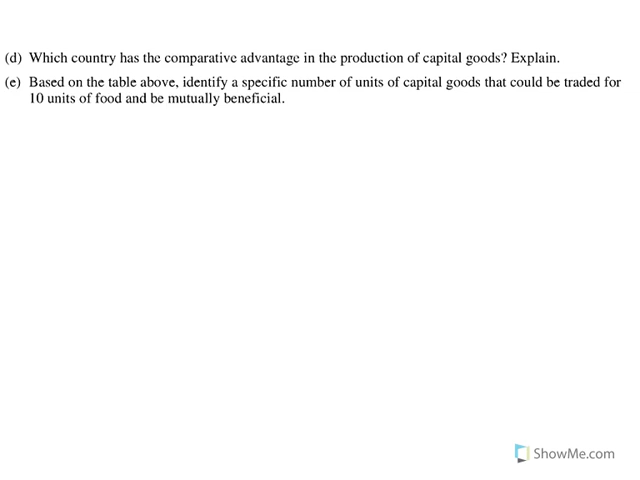 (d) Which country has the comparative advantage in the production of capital goods? Explain.
(e) Based on the table above, identify a specific number of units of capital goods that could be traded for
10 units of food and be mutually beneficial.
ShowMe.com